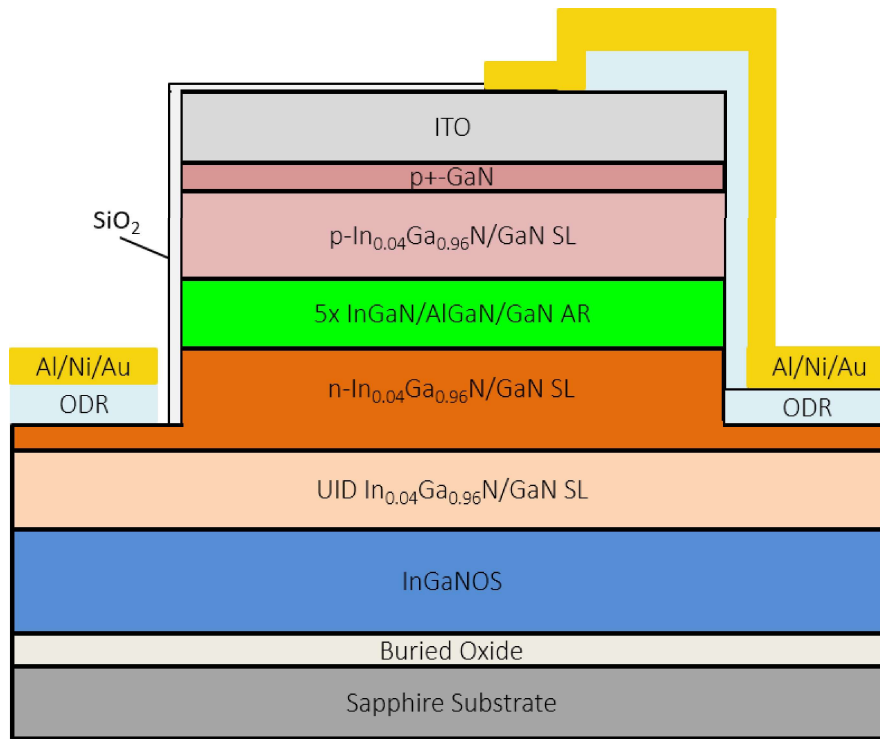 ITO
p+-GaN
SiO₂
p-In₀.₀₄Ga₀.₉₆N/GaN SL
5x InGaN/AlGaN/GaN AR
Al/Ni/Au
n-In₀.₀₄Ga₀.₉₆N/GaN SL
Al/Ni/Au
ODR
ODR
UID In₀.₀₄Ga₀.₉₆N/GaN SL
InGaNOS
Buried Oxide
Sapphire Substrate